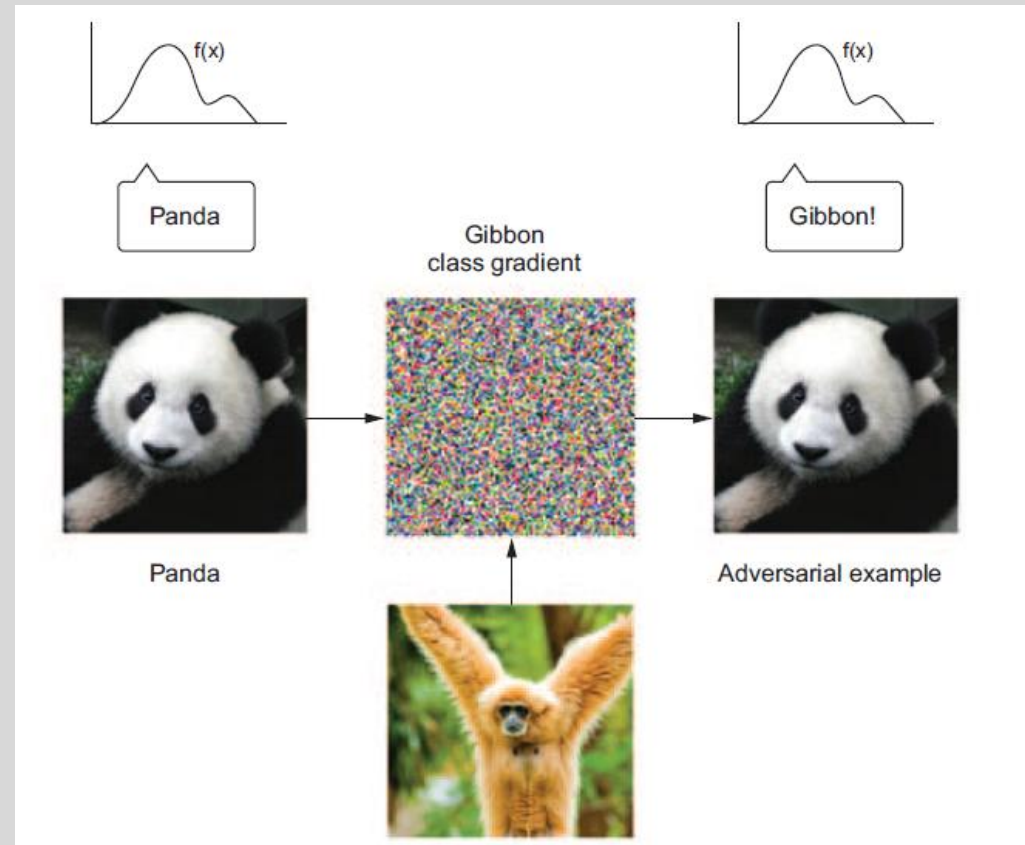 f(x)
f(x)
Panda
Gibbon!
Gibbon
class gradient
Panda
Adversarial example